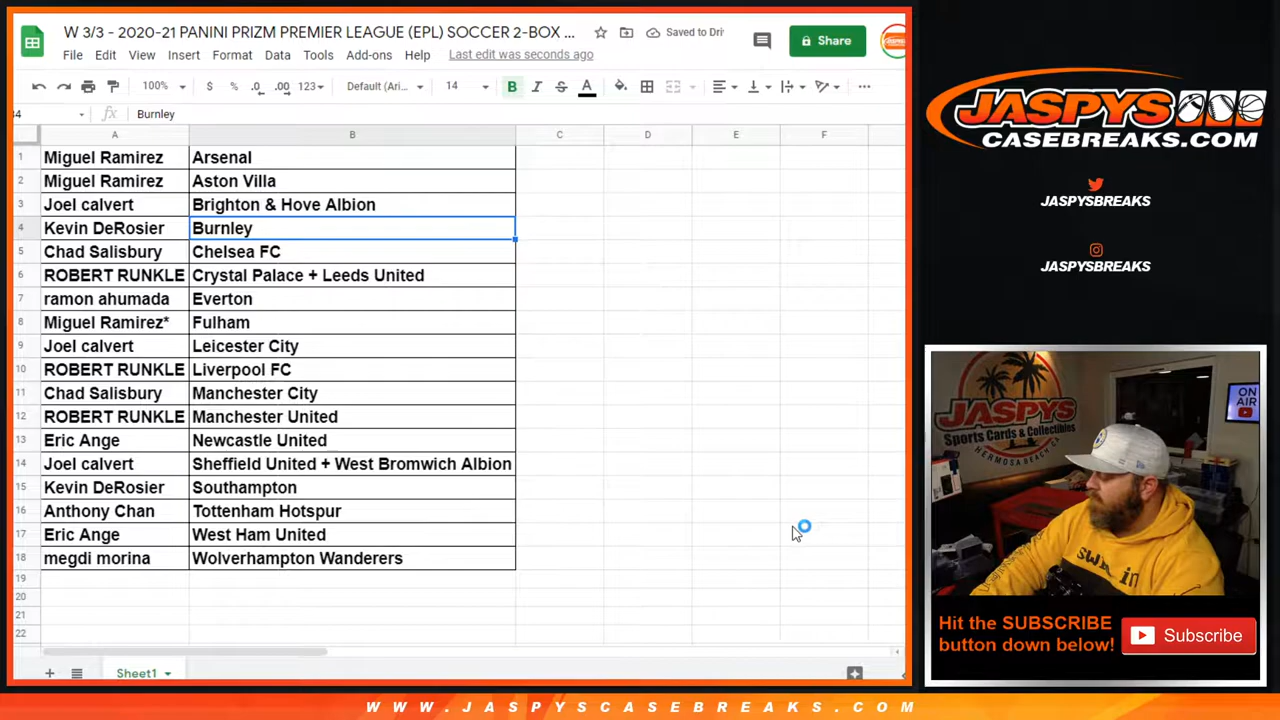 W 3/3 - 2020-21 PANINI PRIZM PREMIER LEAGUE (EPL) SOCCER 2-BOX ...
Saved to Dri
Share
File Edit View Insert Format Data Tools Add-ons Help Last edit was seconds ago
100% $ % .0 .00 123 Default (Ari... 14 B I S A
34 fx Burnley
A B C D E F
1 Miguel Ramirez Arsenal
2 Miguel Ramirez Aston Villa
3 Joel calvert Brighton & Hove Albion
4 Kevin DeRosier Burnley
5 Chad Salisbury Chelsea FC
6 ROBERT RUNKLE Crystal Palace + Leeds United
7 ramon ahumada Everton
8 Miguel Ramirez* Fulham
9 Joel calvert Leicester City
10 ROBERT RUNKLE Liverpool FC
11 Chad Salisbury Manchester City
12 ROBERT RUNKLE Manchester United
13 Eric Ange Newcastle United
14 Joel calvert Sheffield United + West Bromwich Albion
15 Kevin DeRosier Southampton
16 Anthony Chan Tottenham Hotspur
17 Eric Ange West Ham United
18 megdi morina Wolverhampton Wanderers
19
20
21
22
Sheet1
JASPYS
CASEBREAKS.COM
JASPYSBREAKS
JASPYSBREAKS
JASPYS
Sports Cards & Collectibles
HERMOSA BEACH, CA
ON
AIR
Hit the SUBSCRIBE
button down below!
Subscribe
WWW.JASPYSCASEBREAKS.COM